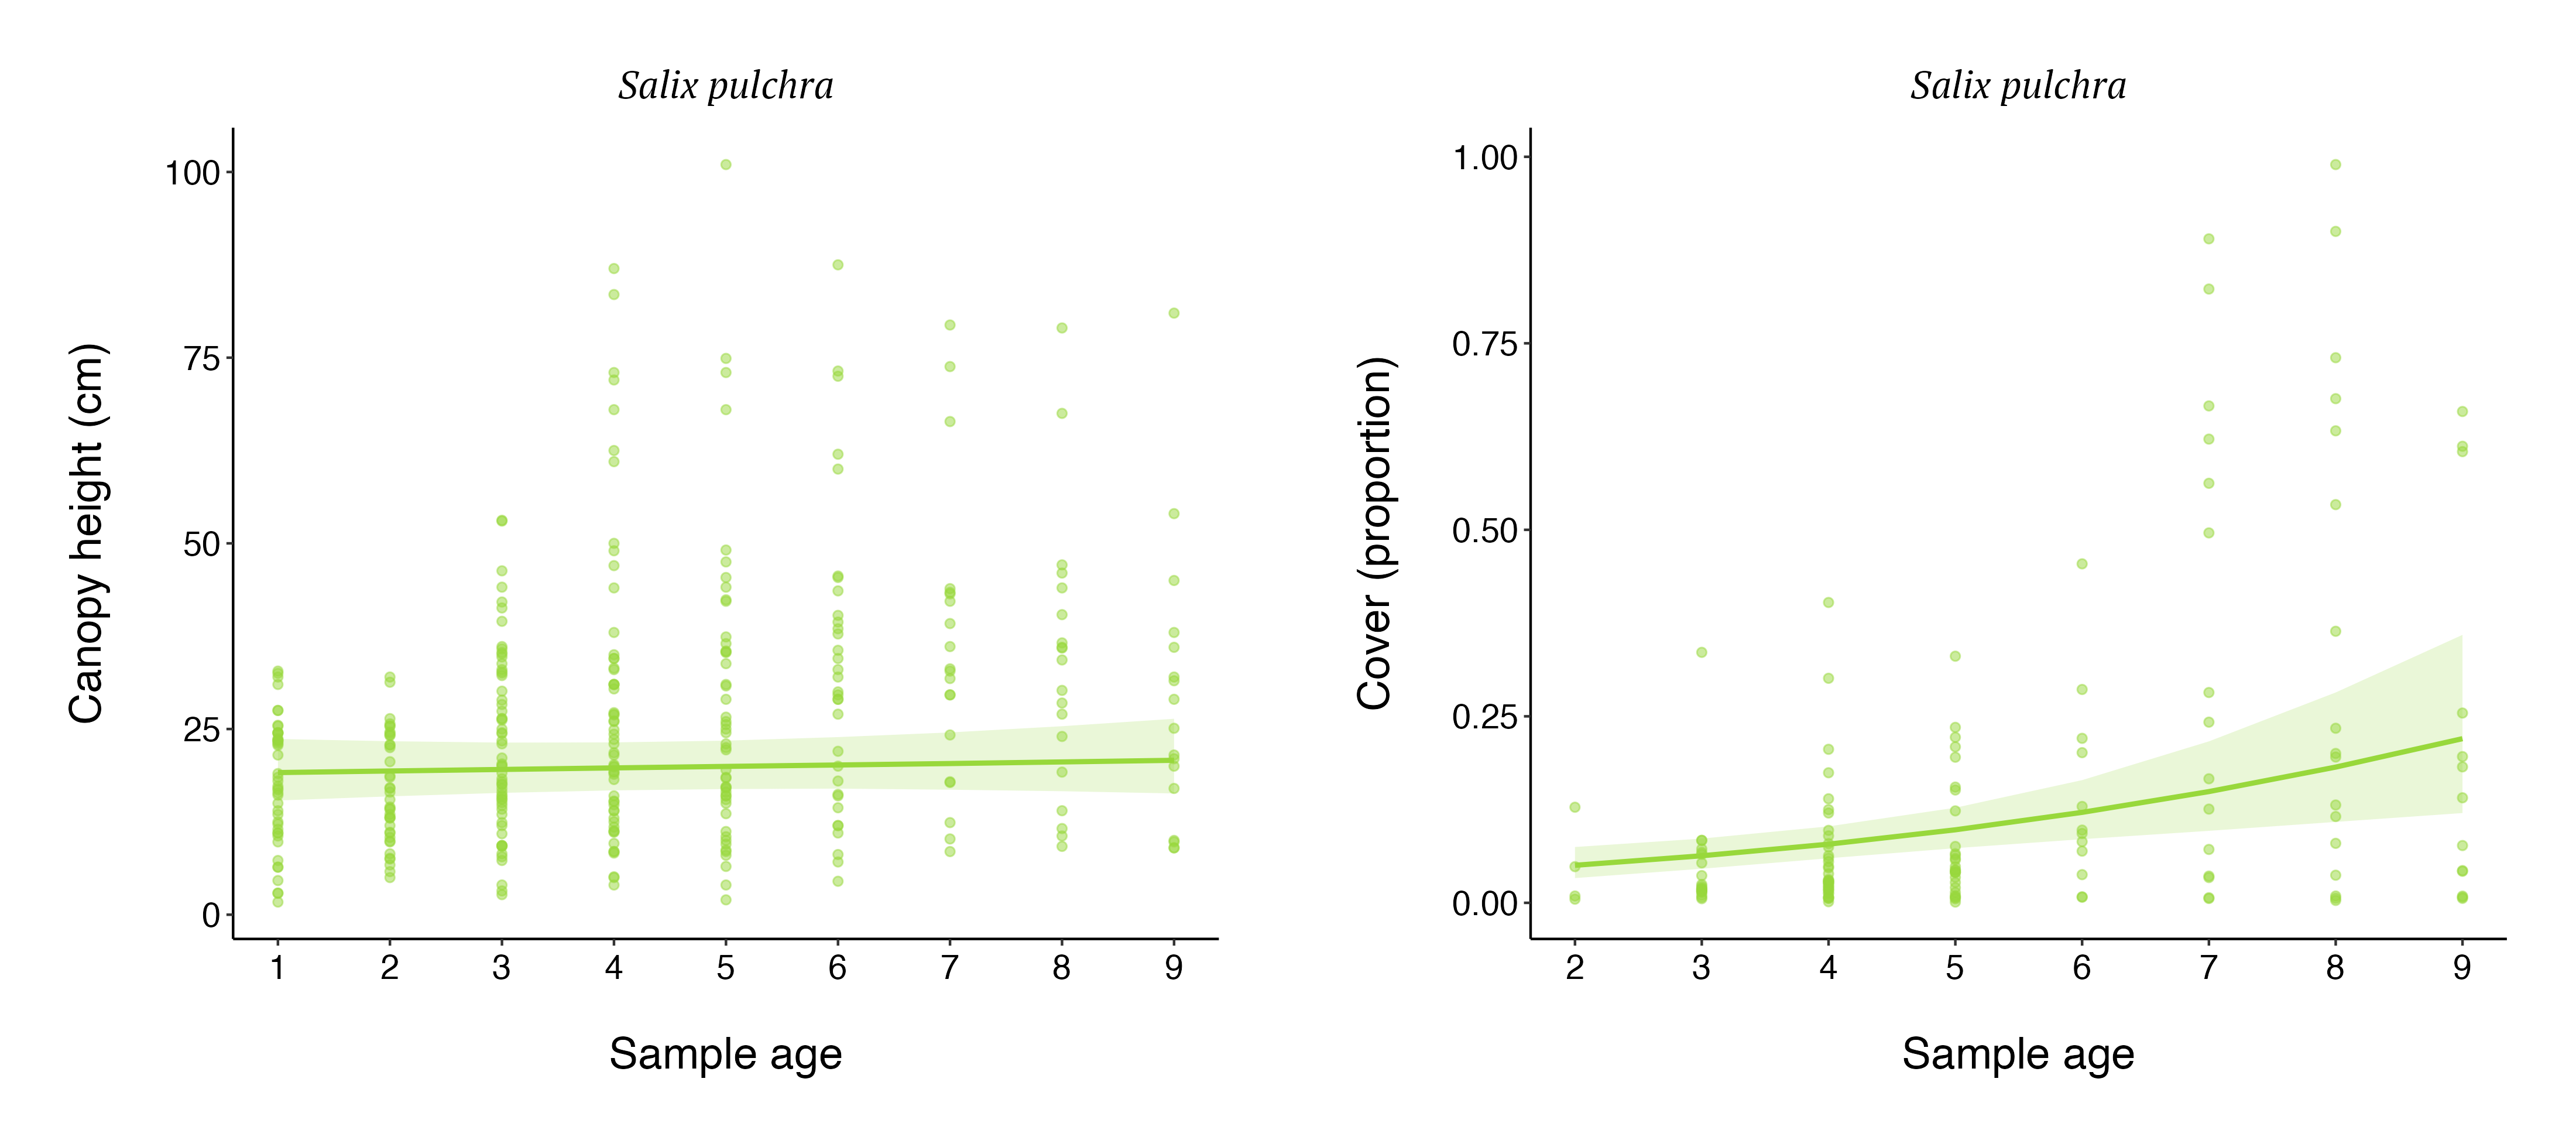 Salix pulchra
Canopy height (cm)
100
75
50
25
0
1 2 3 4 5 6 7 8 9
Sample age
Salix pulchra
Cover (proportion)
1.00
0.75
0.50
0.25
0.00
2 3 4 5 6 7 8 9
Sample age